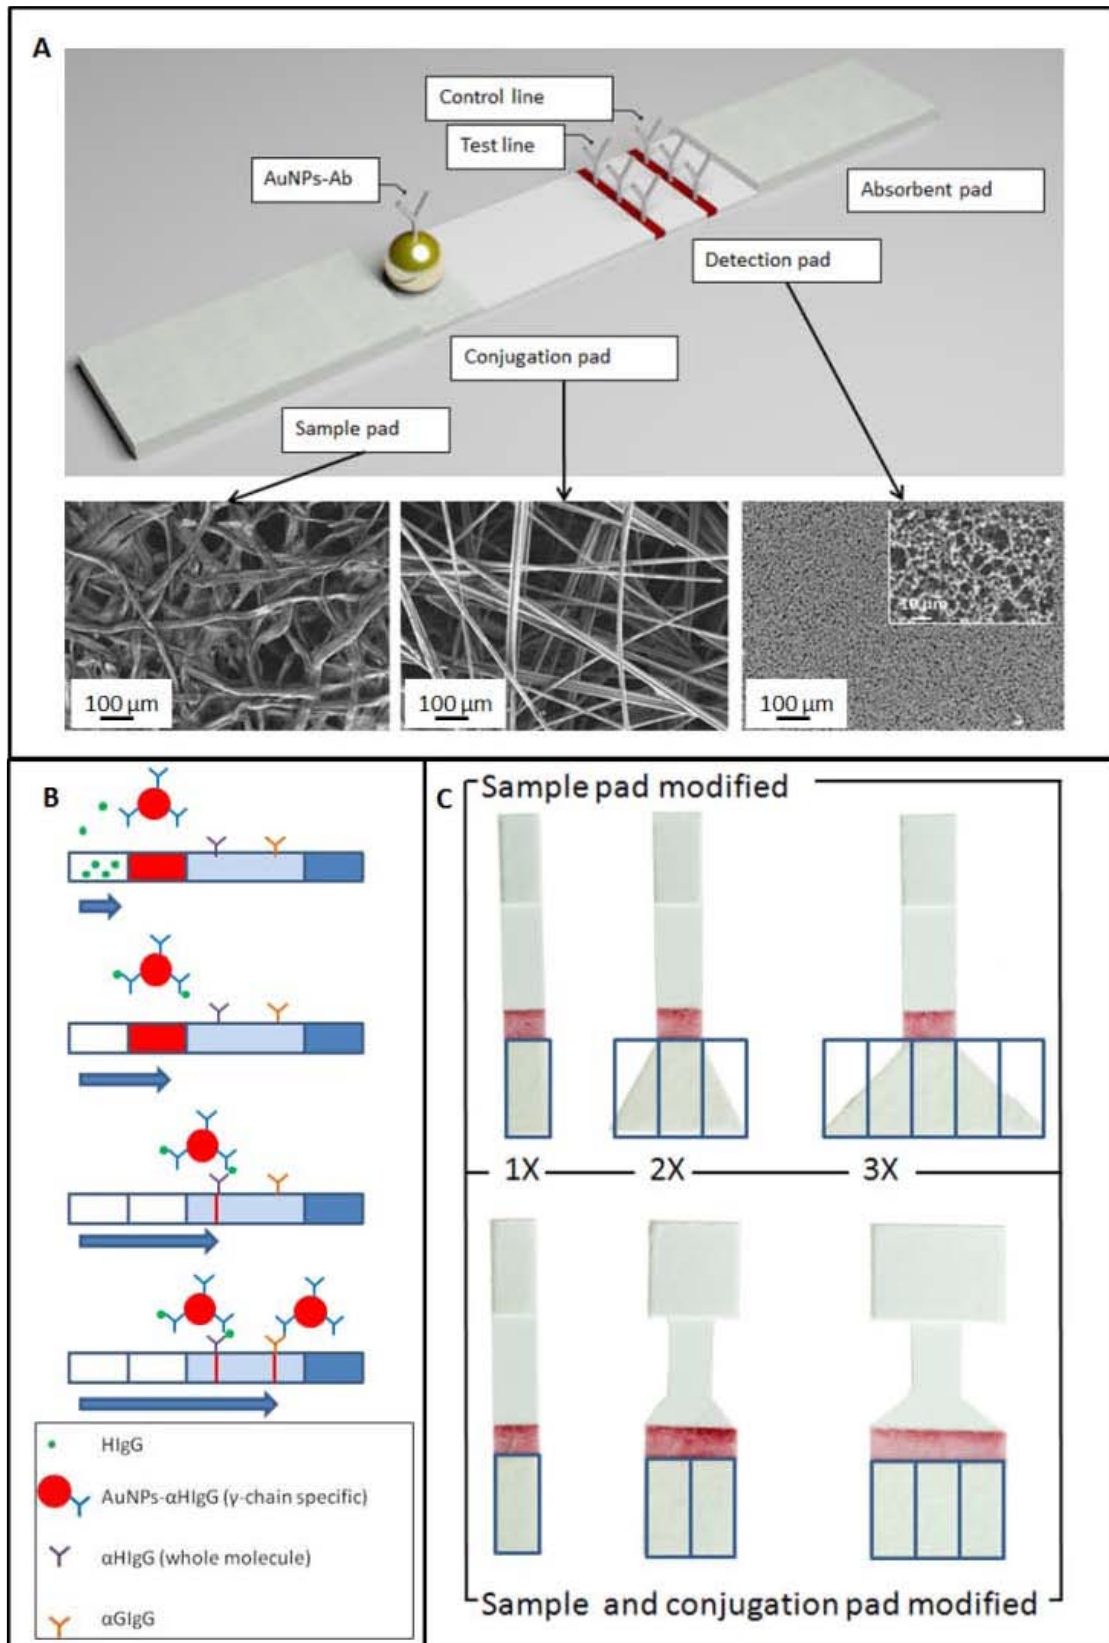 A
Control line
Test line
AuNPs-Ab
Absorbent pad
Detection pad
Conjugation pad
Sample pad
10 µm
100 µm
100 µm
100 µm
B
C
Sample pad modified
1X
2X
3X
Sample and conjugation pad modified
HIgG
AuNPs-αHIgG (γ-chain specific)
αHIgG (whole molecule)
αGIgG